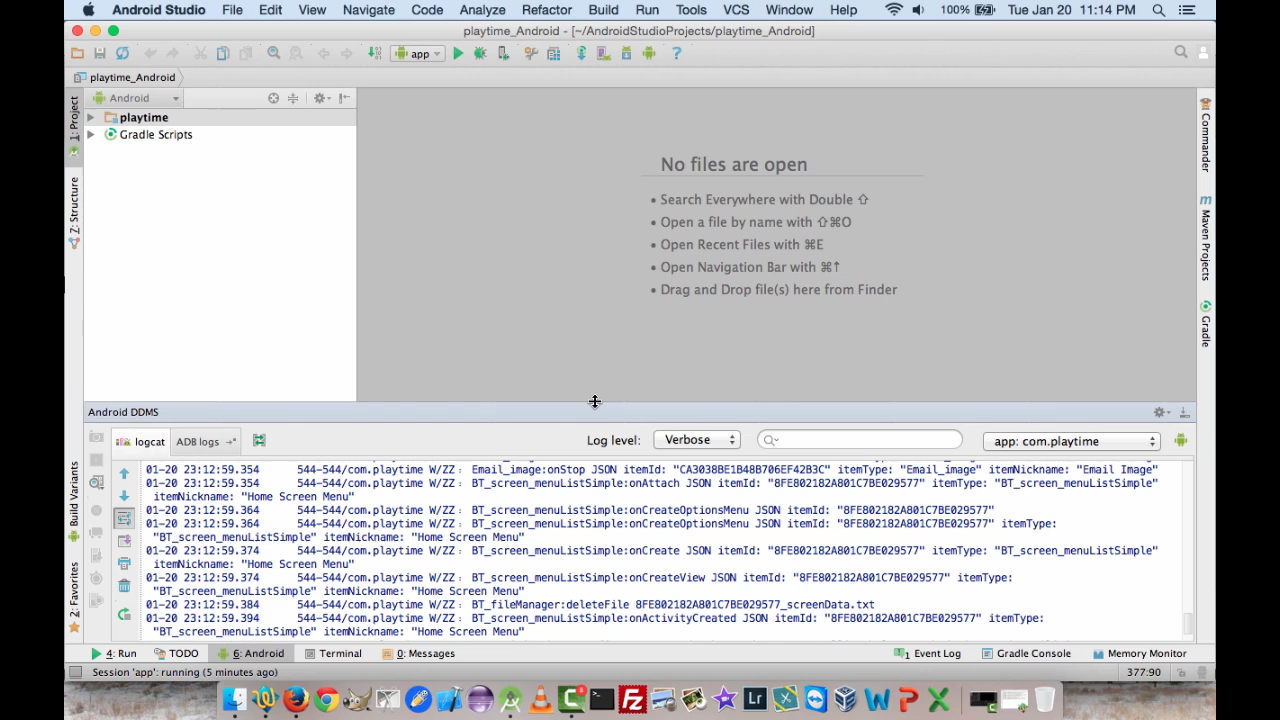 Android Studio File Edit View Navigate Code Analyze Refactor Build Run Tools VCS Window Help 100% Tue Jan 20 11:14 PM
playtime_Android - [~/AndroidStudioProjects/playtime_Android]
app
playtime_Android
Android
1: Project
playtime
Gradle Scripts
Z: Structure
No files are open
• Search Everywhere with Double ⇧
• Open a file by name with ⇧⌘O
• Open Recent Files with ⌘E
• Open Navigation Bar with ⌘↑
• Drag and Drop file(s) here from Finder
Commander
Maven Projects
Gradle
Android DDMS
logcat ADB logs Log level: Verbose app: com.playtime
01-20 23:12:59.354 544-544/com.playtime W/ZZ: Email_image:onStop JSON itemId: "CA3038BE1B48B706EF42B3C" itemType: "Email_image" itemNickname: "Email Image"
01-20 23:12:59.354 544-544/com.playtime W/ZZ: BT_screen_menuListSimple:onAttach JSON itemId: "8FE802182A801C7BE029577" itemType: "BT_screen_menuListSimple"
itemNickname: "Home Screen Menu"
01-20 23:12:59.364 544-544/com.playtime W/ZZ: BT_screen_menuListSimple:onCreateOptionsMenu JSON itemId: "8FE802182A801C7BE029577"
01-20 23:12:59.364 544-544/com.playtime W/ZZ: BT_screen_menuListSimple:onCreateOptionsMenu JSON itemId: "8FE802182A801C7BE029577" itemType:
"BT_screen_menuListSimple" itemNickname: "Home Screen Menu"
01-20 23:12:59.374 544-544/com.playtime W/ZZ: BT_screen_menuListSimple:onCreate JSON itemId: "8FE802182A801C7BE029577" itemType: "BT_screen_menuListSimple"
itemNickname: "Home Screen Menu"
01-20 23:12:59.374 544-544/com.playtime W/ZZ: BT_screen_menuListSimple:onCreateView JSON itemId: "8FE802182A801C7BE029577" itemType:
"BT_screen_menuListSimple" itemNickname: "Home Screen Menu"
01-20 23:12:59.384 544-544/com.playtime W/ZZ: BT_fileManager:deleteFile 8FE802182A801C7BE029577_screenData.txt
01-20 23:12:59.394 544-544/com.playtime W/ZZ: BT_screen_menuListSimple:onActivityCreated JSON itemId: "8FE802182A801C7BE029577" itemType:
"BT_screen_menuListSimple" itemNickname: "Home Screen Menu"
Build Variants
2: Favorites
4: Run TODO 6: Android Terminal 0: Messages 1 Event Log Gradle Console Memory Monitor
Session 'app': running (5 minutes ago) 377:90
Fz Lr W P X